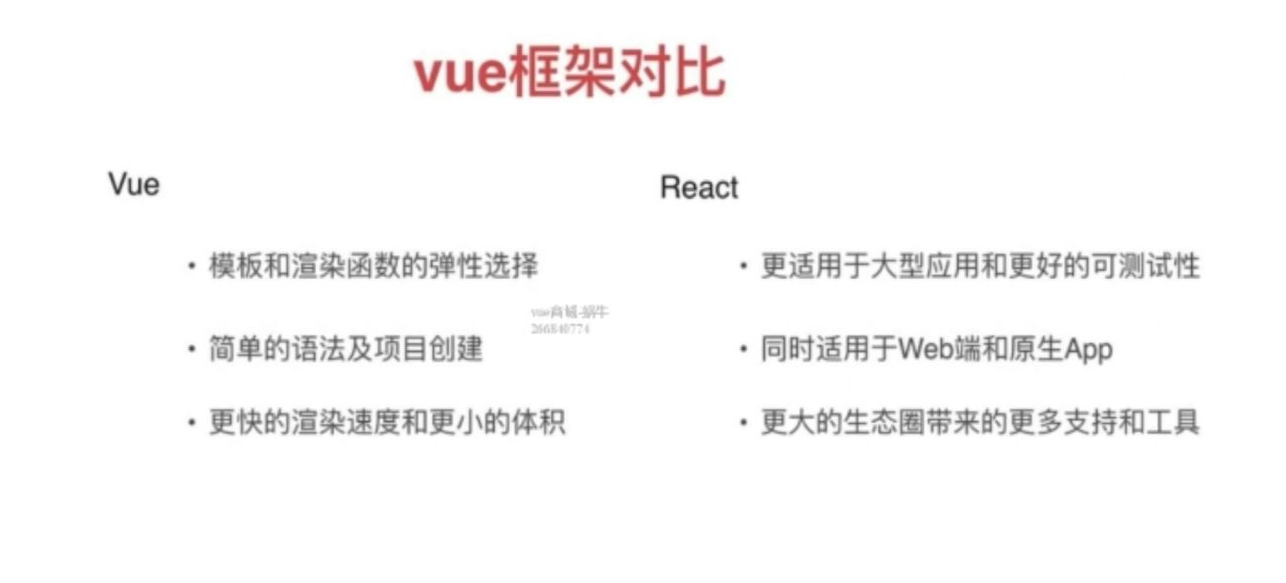 vue框架对比
Vue
• 模板和渲染函数的弹性选择
• 简单的语法及项目创建
• 更快的渲染速度和更小的体积
React
• 更适用于大型应用和更好的可测试性
• 同时适用于Web端和原生App
• 更大的生态圈带来的更多支持和工具
vue商城-蜗牛
266840774